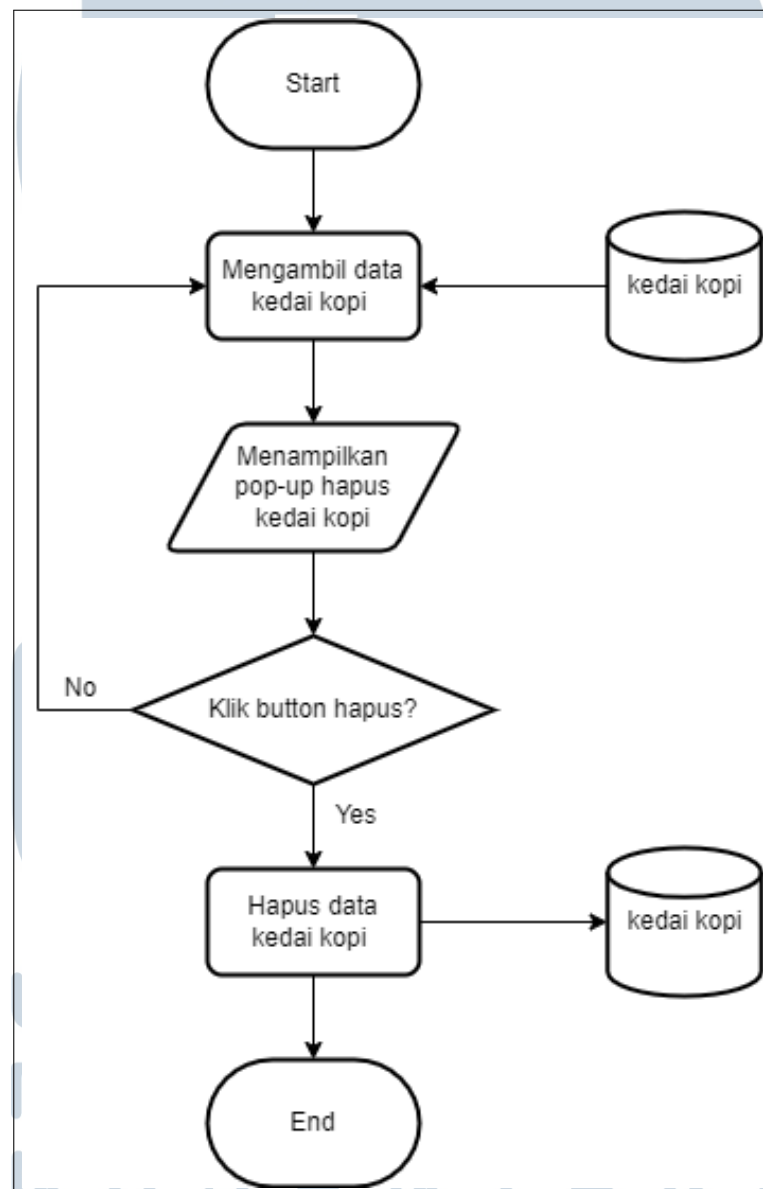 Start
Mengambil data
kedai kopi
kedai kopi
Menampilkan
pop-up hapus
kedai kopi
No
Klik button hapus?
Yes
Hapus data
kedai kopi
kedai kopi
End